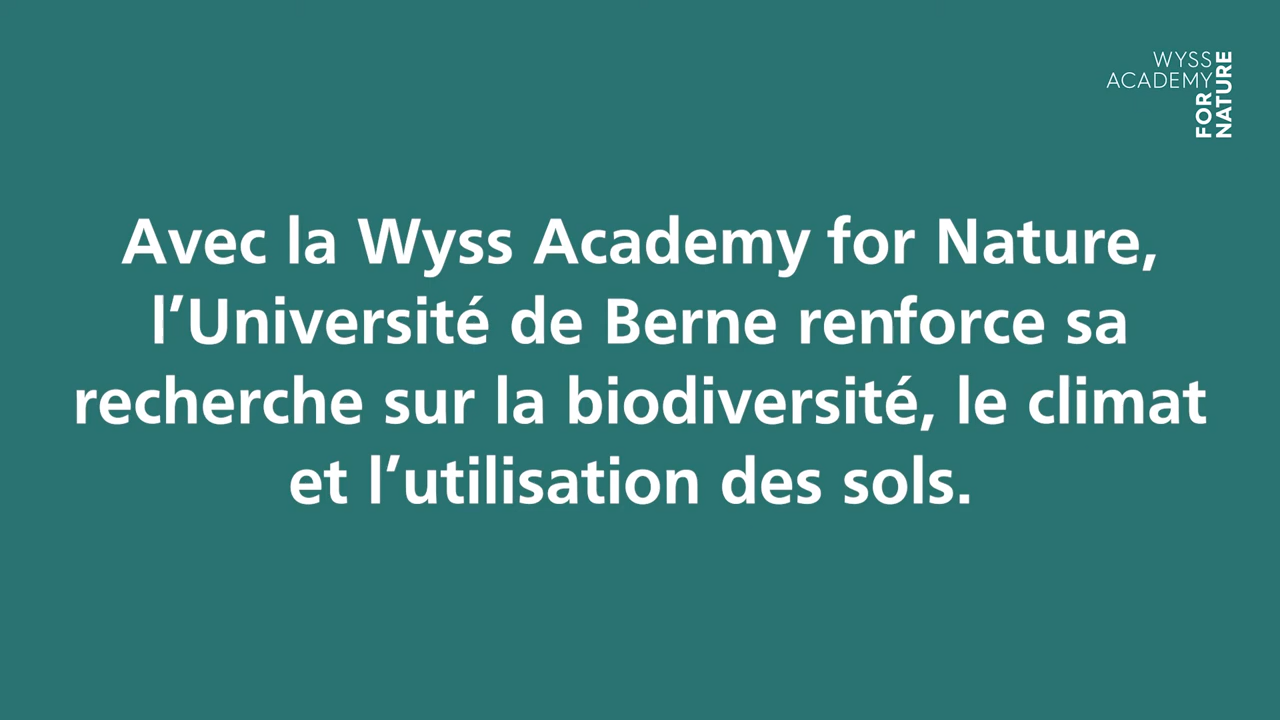 WYSS
ACADEMY
FOR
NATURE
Avec la Wyss Academy for Nature,
l’Université de Berne renforce sa
recherche sur la biodiversité, le climat
et l’utilisation des sols.